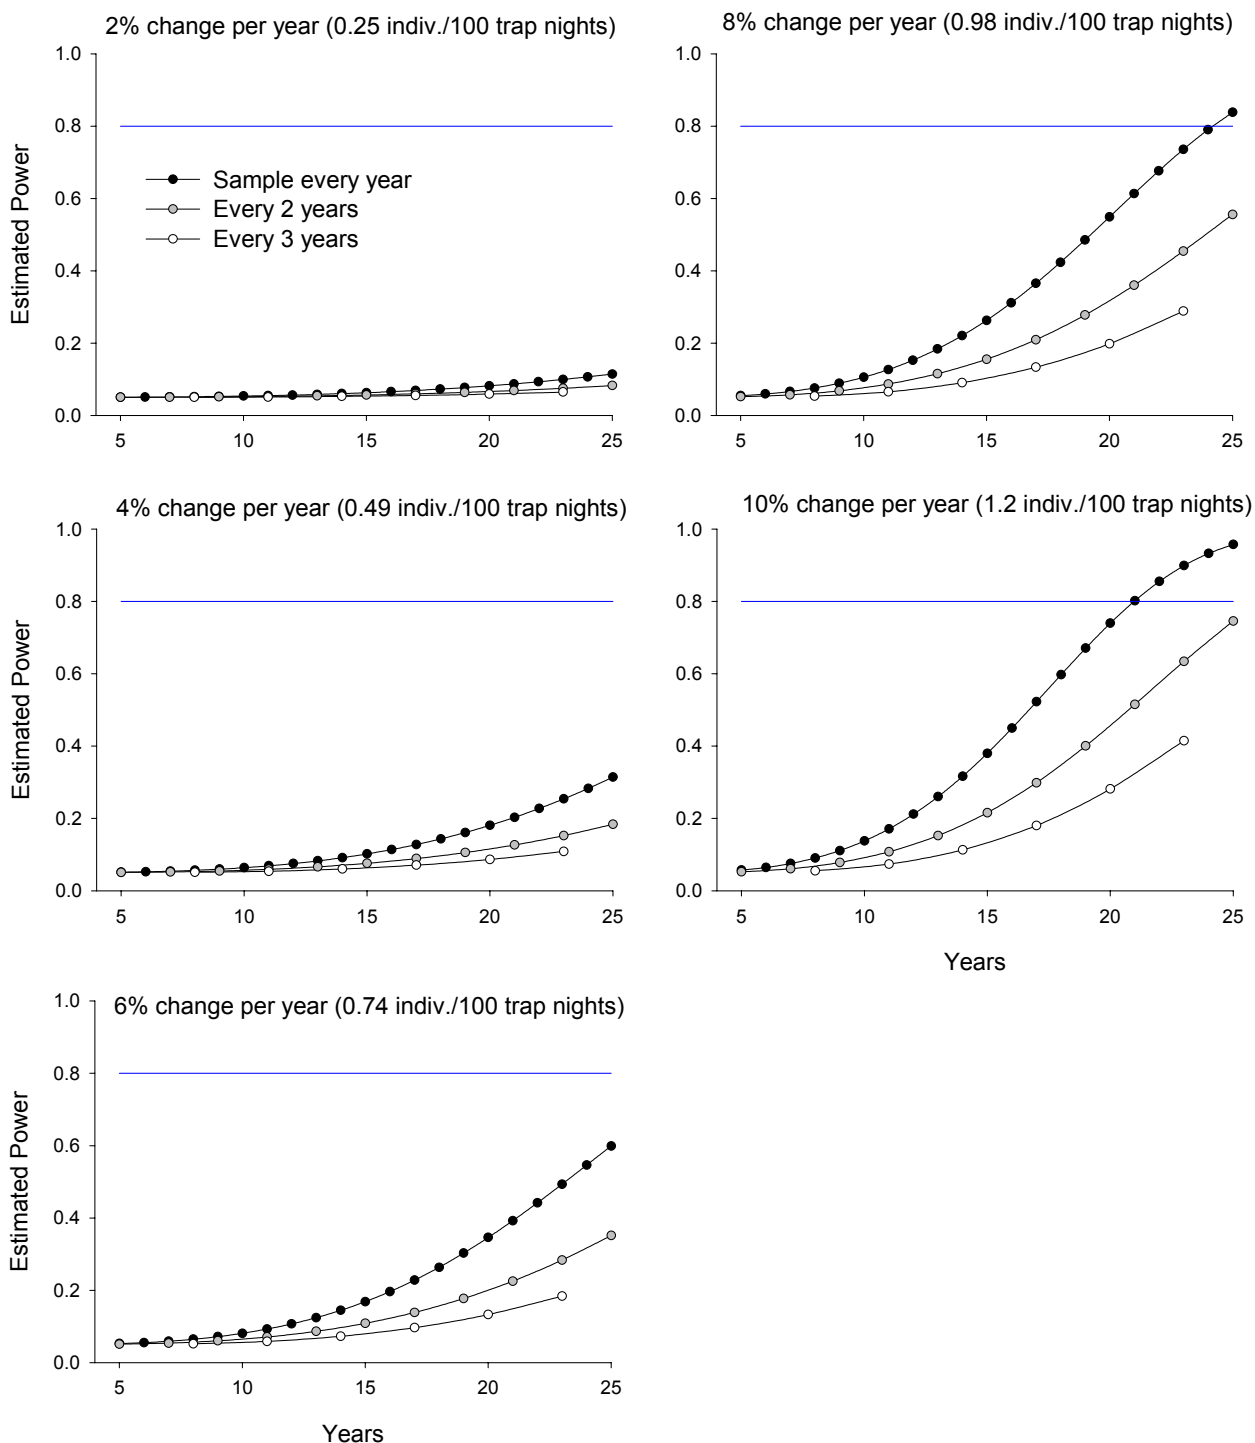 2% change per year (0.25 indiv./100 trap nights)
1.0
0.8
0.6
0.4
0.2
0.0
Estimated Power
Sample every year
Every 2 years
Every 3 years
5 10 15 20 25
8% change per year (0.98 indiv./100 trap nights)
1.0
0.8
0.6
0.4
0.2
0.0
Estimated Power
5 10 15 20 25
4% change per year (0.49 indiv./100 trap nights)
1.0
0.8
0.6
0.4
0.2
0.0
Estimated Power
5 10 15 20 25
10% change per year (1.2 indiv./100 trap nights)
1.0
0.8
0.6
0.4
0.2
0.0
Estimated Power
5 10 15 20 25
Years
6% change per year (0.74 indiv./100 trap nights)
1.0
0.8
0.6
0.4
0.2
0.0
Estimated Power
5 10 15 20 25
Years